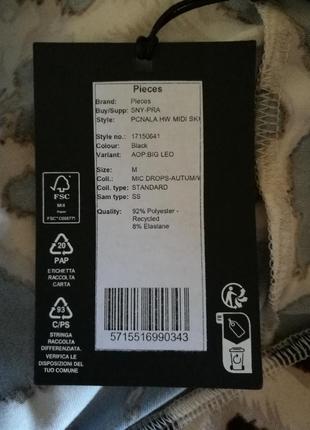 Pieces
Brand: Pieces
Buy/Supp: SNY-PRA
Style: PCNALA HW MIDI SK
Style no.: 17150641
Colour: Black
Variant: AOP:BIG LEO
Size: M
Coll.: MIC DROPS-AUTUM/
Coll. type: STANDARD
Sam type: SS
Quality: 92% Polyester -
Recycled
8% Elastane
5715516990343
FSC
MIX
Paper
20
PAP
ETICHETTA
RACCOLTA
CARTA
93
C/PS
STRINGA
RACCOLTA
DIFFERENZIATA.
VERIFICA LE
DISPOSIZIONI DEL
TUO COMUNE